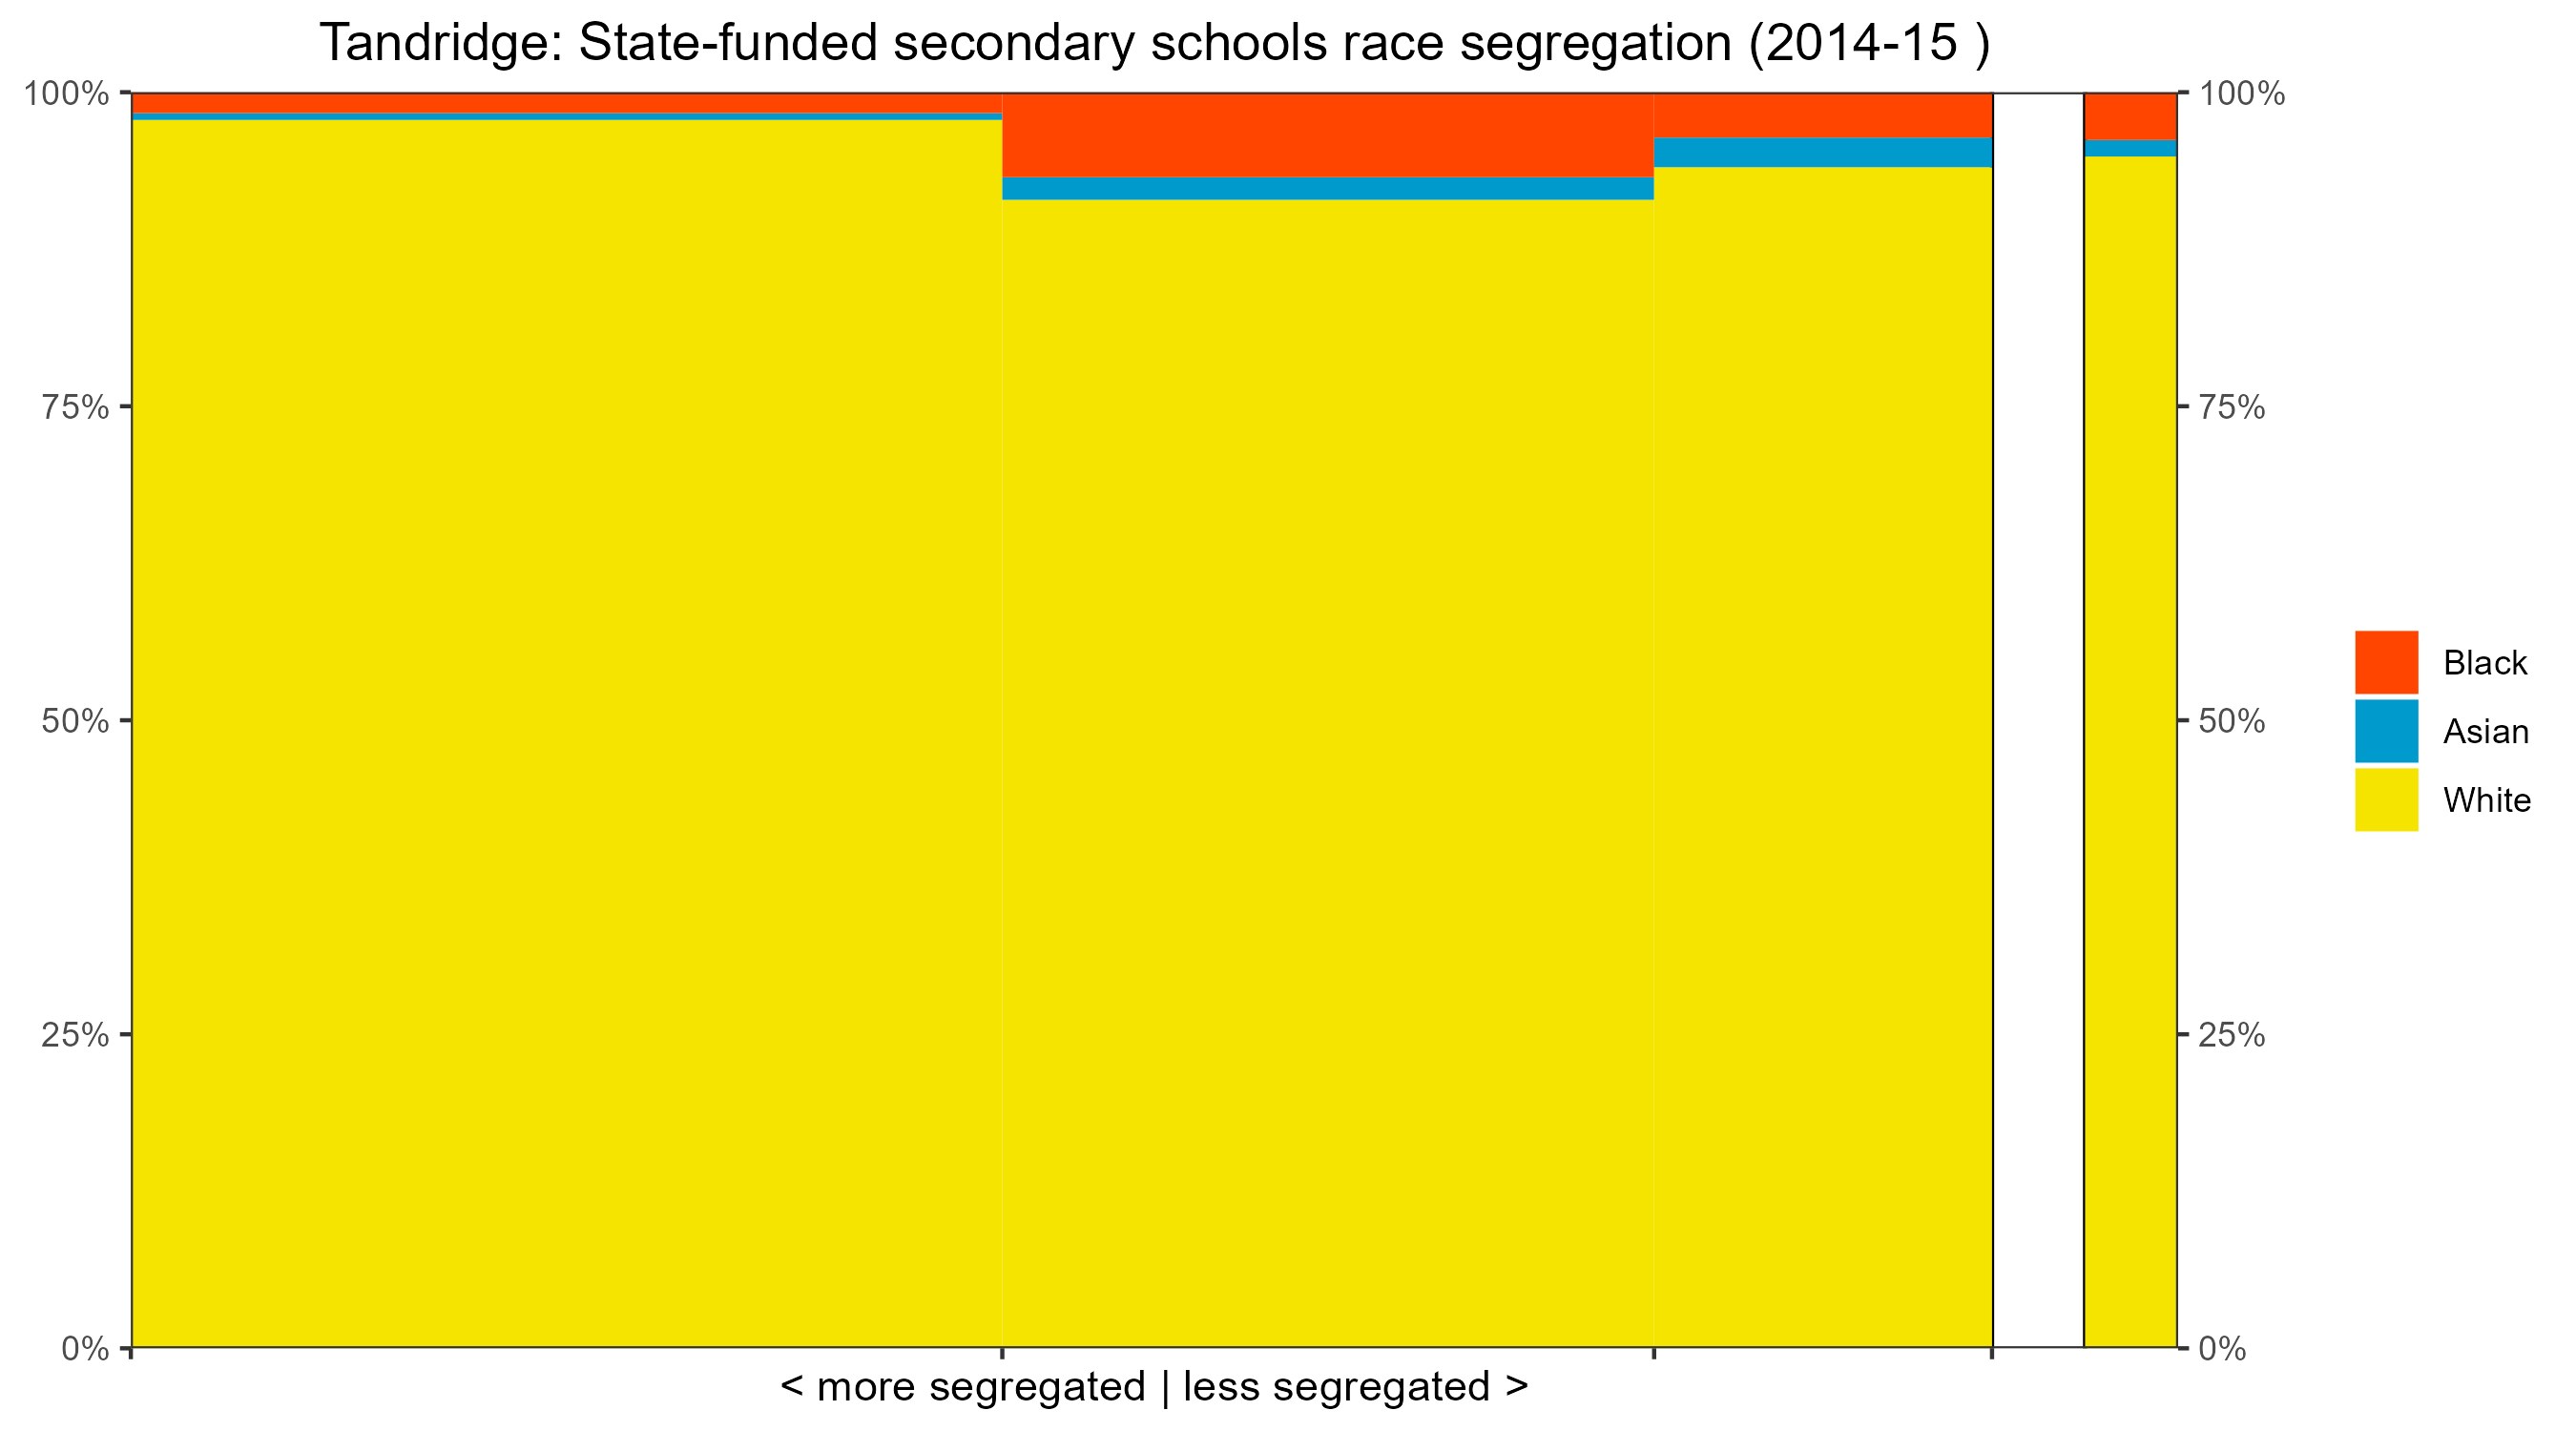 Tandridge: State-funded secondary schools race segregation (2014-15 )
100%
75%
50%
25%
0%
100%
75%
50%
25%
0%
Black
Asian
White
< more segregated | less segregated >